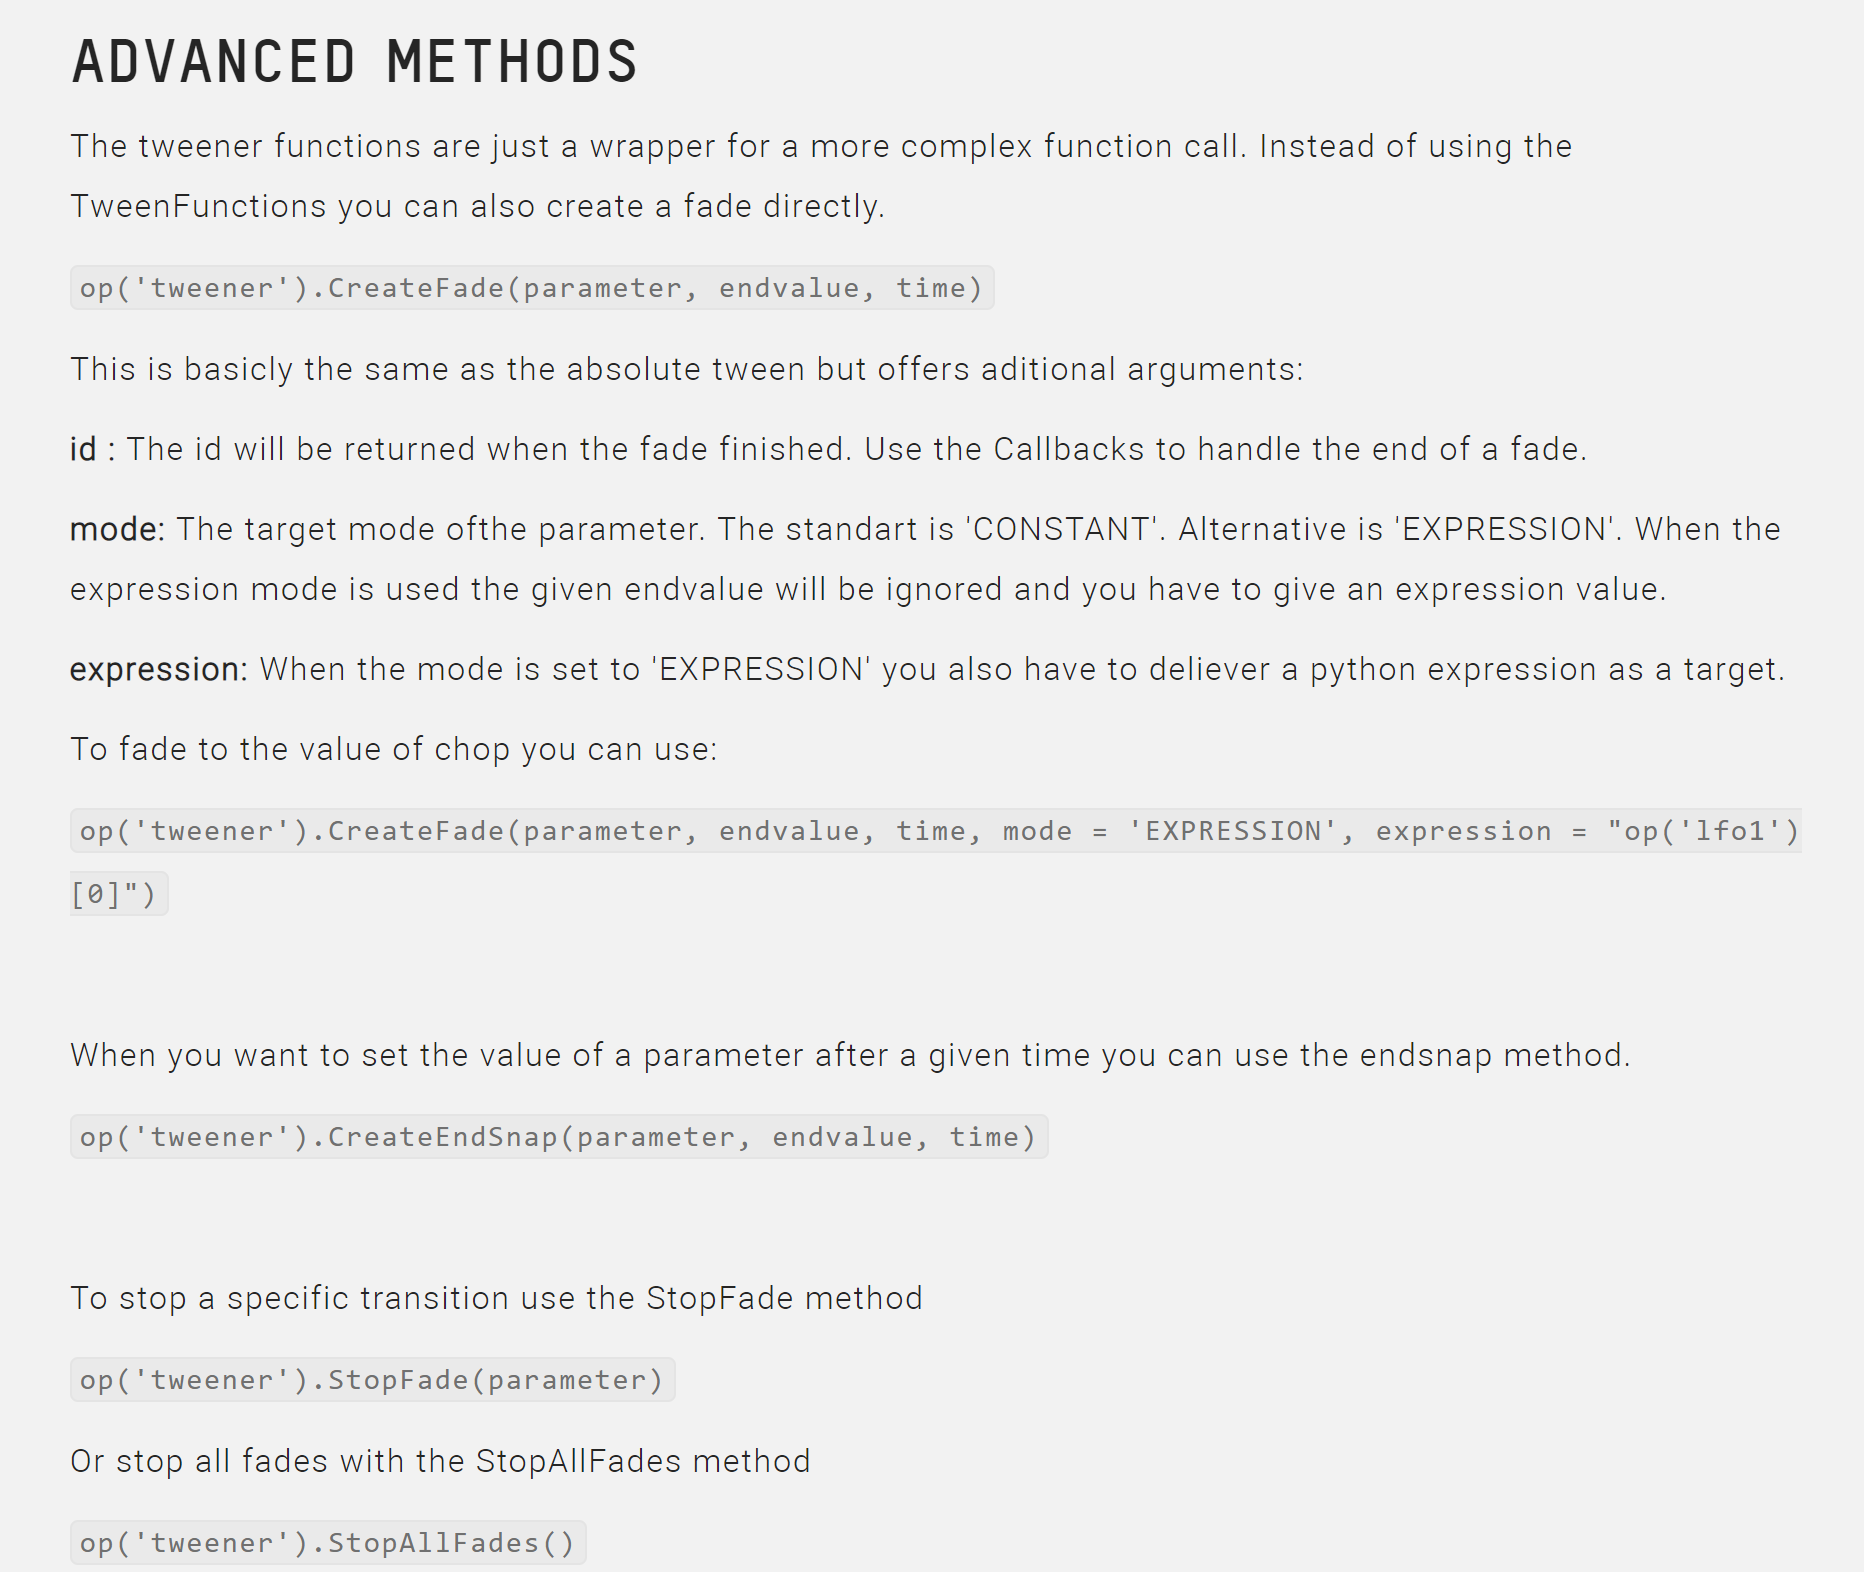 ADVANCED METHODS
The tweener functions are just a wrapper for a more complex function call. Instead of using the
TweenFunctions you can also create a fade directly.
op('tweener').CreateFade(parameter, endvalue, time)
This is basicly the same as the absolute tween but offers aditional arguments:
id : The id will be returned when the fade finished. Use the Callbacks to handle the end of a fade.
mode: The target mode ofthe parameter. The standart is 'CONSTANT'. Alternative is 'EXPRESSION'. When the
expression mode is used the given endvalue will be ignored and you have to give an expression value.
expression: When the mode is set to 'EXPRESSION' you also have to deliever a python expression as a target.
To fade to the value of chop you can use:
op('tweener').CreateFade(parameter, endvalue, time, mode = 'EXPRESSION', expression = "op('lfo1')
[0]")
When you want to set the value of a parameter after a given time you can use the endsnap method.
op('tweener').CreateEndSnap(parameter, endvalue, time)
To stop a specific transition use the StopFade method
op('tweener').StopFade(parameter)
Or stop all fades with the StopAllFades method
op('tweener').StopAllFades()